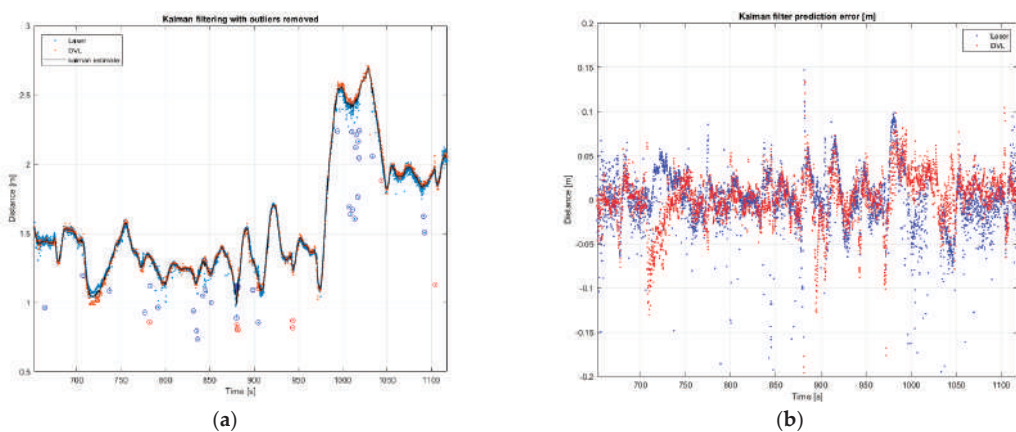 Kalman filtering with outliers removed
Laser
DVL
kalman estimate
3
2.5
2
1.5
1
0.5
Distance [m]
700 750 800 850 900 950 1000 1050 1100
Time [s]
(a)
Kalman filter prediction error [m]
Laser
DVL
0.2
0.15
0.1
0.05
0
-0.05
-0.1
-0.15
-0.2
Distance [m]
700 750 800 850 900 950 1000 1050 1100
Time [s]
(b)